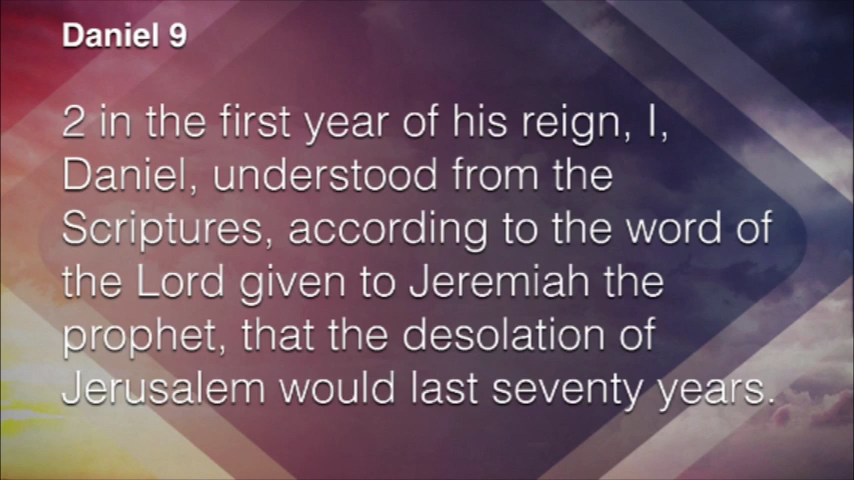 Daniel 9
2 in the first year of his reign, I,
Daniel, understood from the
Scriptures, according to the word of
the Lord given to Jeremiah the
prophet, that the desolation of
Jerusalem would last seventy years.